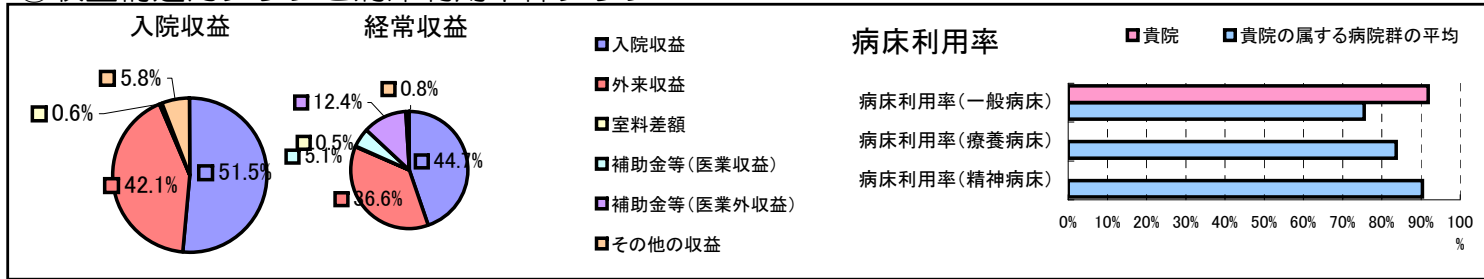 入院収益
5.8%
0.6%
42.1%
51.5%
経常収益
0.8%
12.4%
0.5%
5.1%
44.7%
36.6%
入院収益
外来収益
室料差額
補助金等(医業収益)
補助金等(医業外収益)
その他の収益
病床利用率
貴院 貴院の属する病院群の平均
病床利用率(一般病床)
病床利用率(療養病床)
病床利用率(精神病床)
0% 10% 20% 30% 40% 50% 60% 70% 80% 90% 100
%